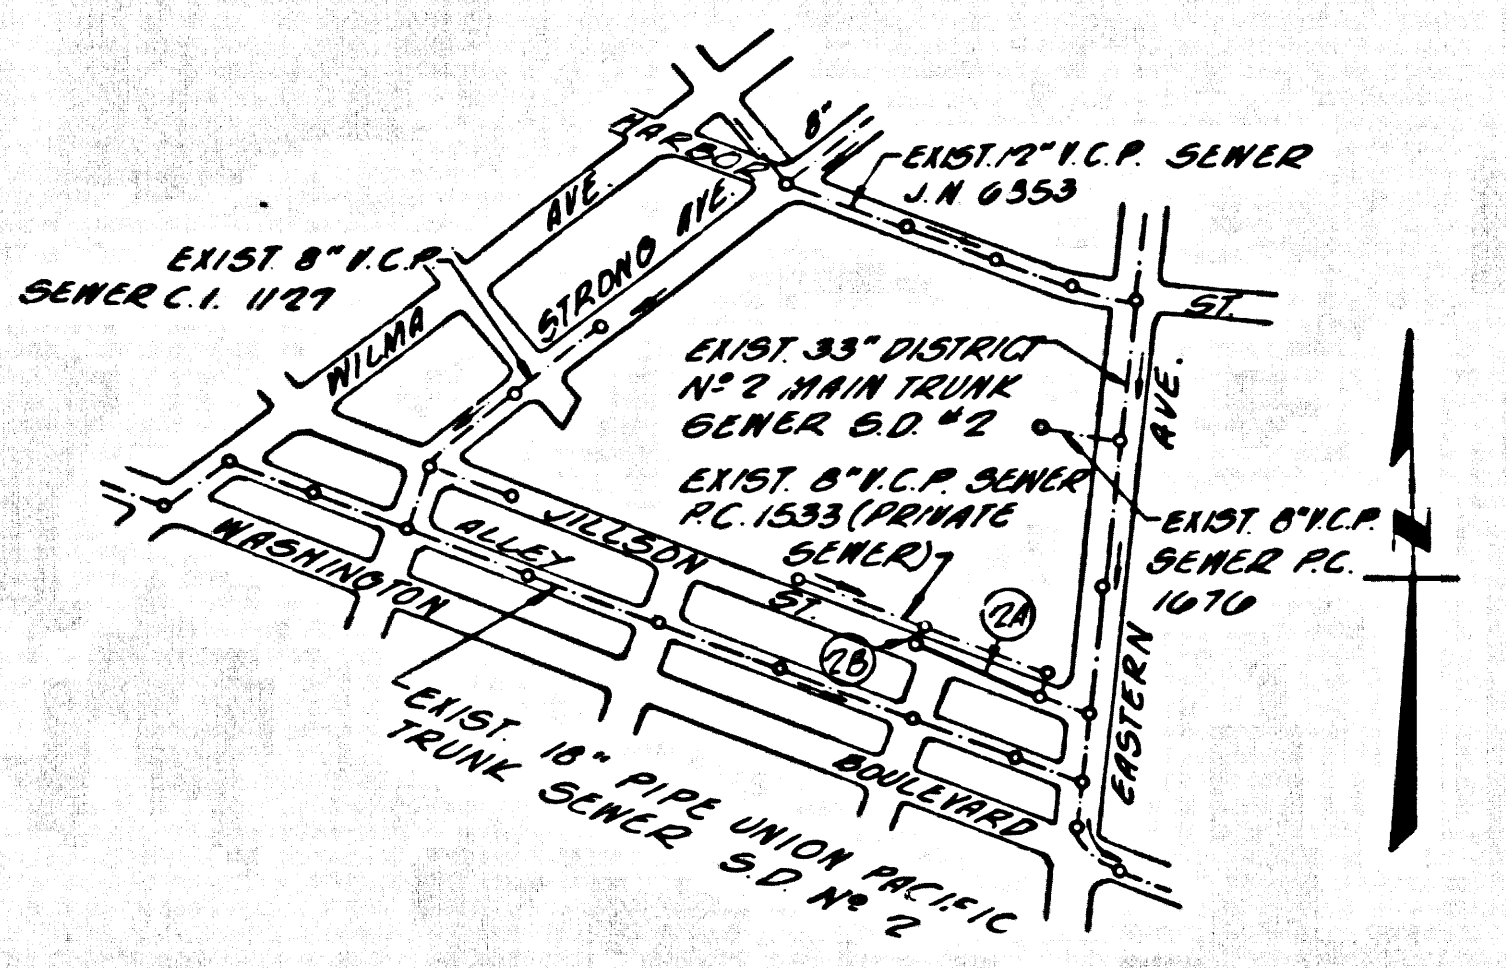 HARBOR
8"
EXIST. 12" V.C.P. SEWER
J.N. 6353
AVE.
STRONG AVE.
EXIST. 8" V.C.P.
SEWER C.I. 1127
WILMA
ST.
EXIST. 33" DISTRICT
Nº 2 MAIN TRUNK
SEWER S.D. #2
AVE.
EXIST. 8" V.C.P. SEWER
P.C. 1533 (PRIVATE
SEWER)
EXIST. 8" V.C.P.
SEWER P.C.
1676
N
ALLEY
JILLSON
ST.
WASHINGTON
2A
2B
EASTERN
BOULEVARD
EXIST. 18" PIPE UNION PACIFIC
TRUNK SEWER S.D. Nº 2